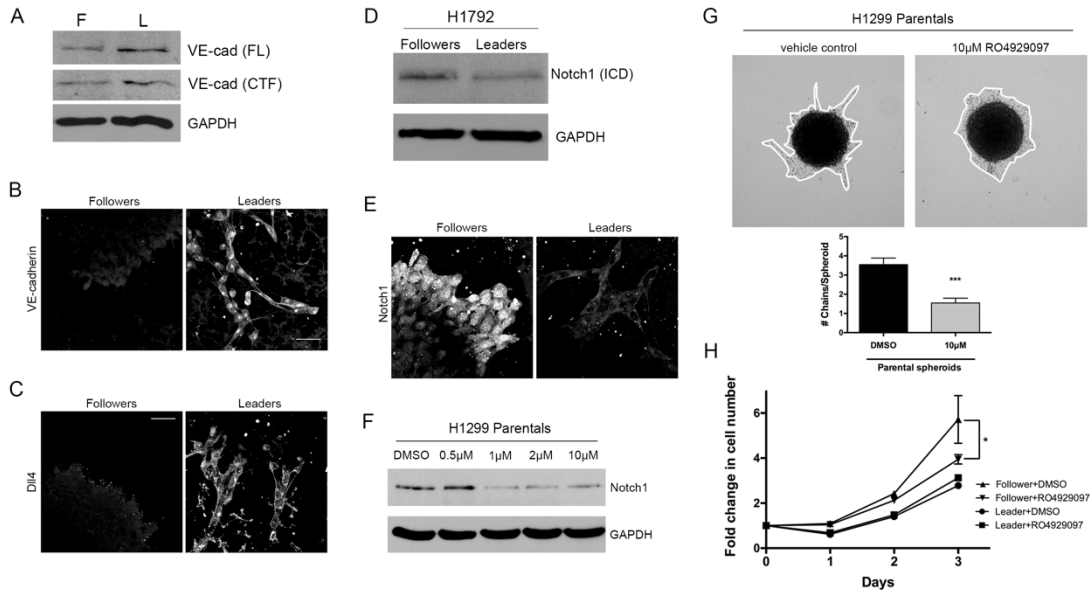 A
F L
VE-cad (FL)
VE-cad (CTF)
GAPDH
B
Followers Leaders
VE-cadherin
C
Followers Leaders
Dll4
D
H1792
Followers Leaders
Notch1 (ICD)
GAPDH
E
Followers Leaders
Notch1
F
H1299 Parentals
DMSO 0.5µM 1µM 2µM 10µM
Notch1
GAPDH
G
H1299 Parentals
vehicle control 10µM RO4929097
# Chains/Spheroid
5
4
3
2
1
0
***
DMSO 10µM
Parental spheroids
H
Fold change in cell number
6
4
2
0
*
Follower+DMSO
Follower+RO4929097
Leader+DMSO
Leader+RO4929097
0 1 2 3
Days